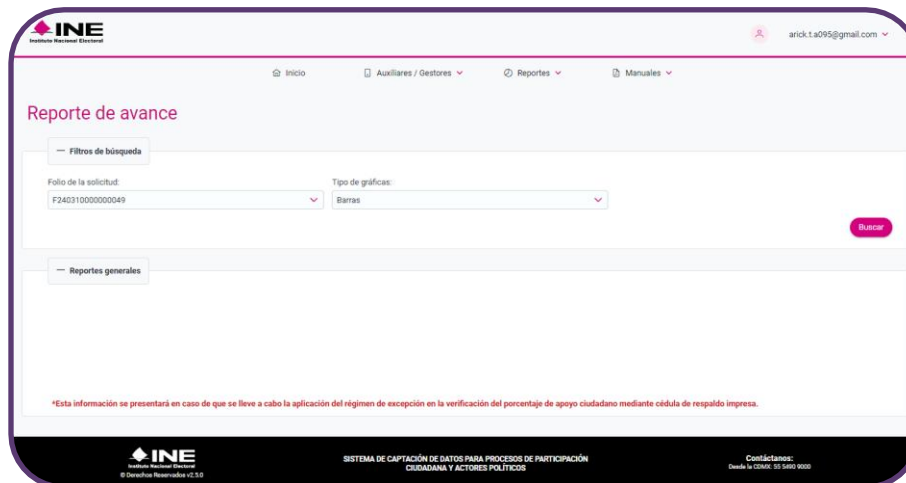 INE
Instituto Nacional Electoral
arick.t.a095@gmail.com
Inicio
Auxiliares / Gestores
Reportes
Manuales
Reporte de avance
— Filtros de búsqueda
Folio de la solicitud:
Tipo de gráficas:
F240310000000049
Barras
Buscar
— Reportes generales
*Esta información se presentará en caso de que se lleve a cabo la aplicación del régimen de excepción en la verificación del porcentaje de apoyo ciudadano mediante cédula de respaldo impresa.
INE
Instituto Nacional Electoral
© Derechos Reservados v2.5.0
SISTEMA DE CAPTACIÓN DE DATOS PARA PROCESOS DE PARTICIPACIÓN
CIUDADANA Y ACTORES POLÍTICOS
Contáctanos:
Desde la CDMX: 55 5490 9000